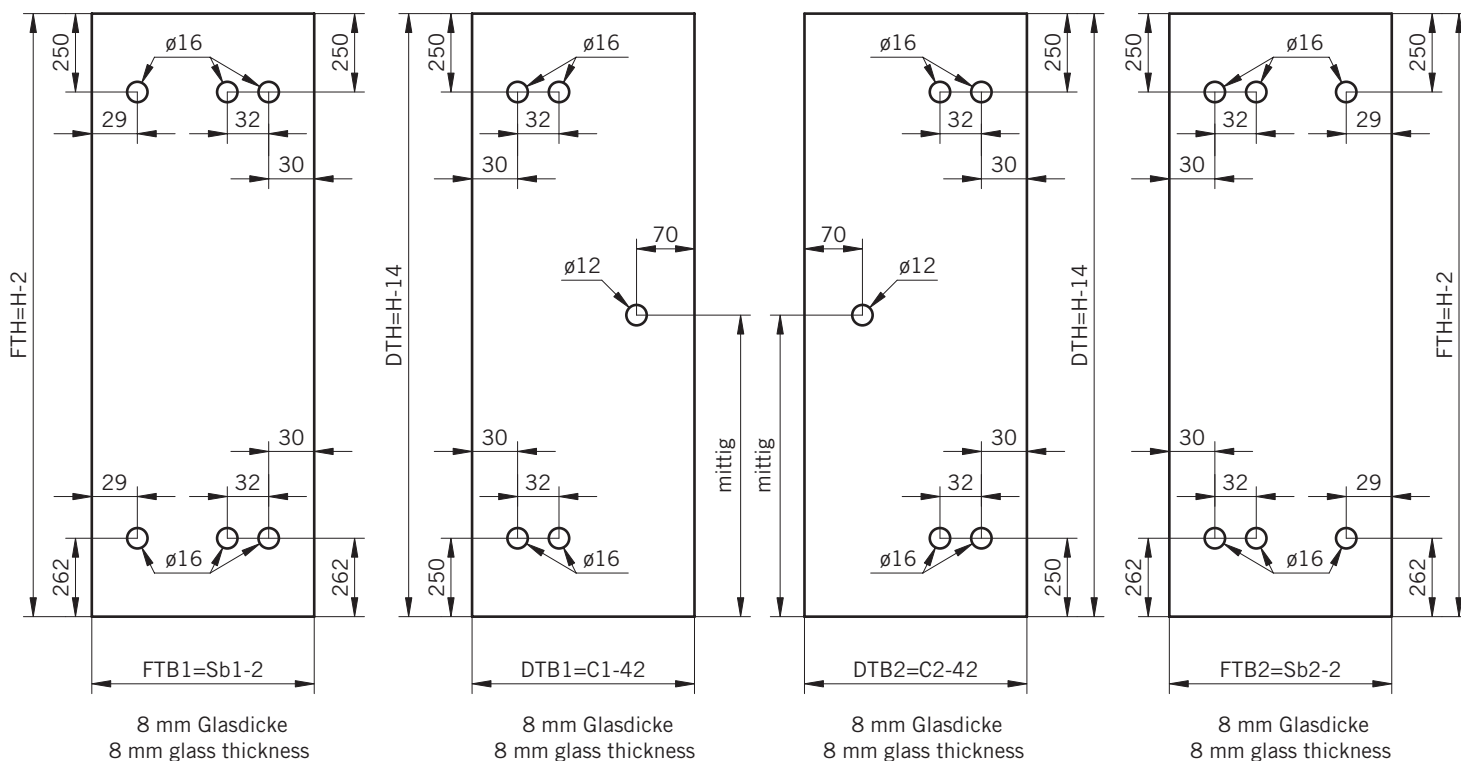 250
ø16
250
29
32
30
FTH=H-2
30
29
32
ø16
262
262
FTB1=Sb1-2
8 mm Glasdicke
8 mm glass thickness
250
ø16
32
30
70
ø12
DTH=H-14
mittig
30
32
ø16
250
DTB1=C1-42
8 mm Glasdicke
8 mm glass thickness
ø16
250
32
30
70
ø12
DTH=H-14
mittig
30
32
ø16
250
DTB2=C2-42
8 mm Glasdicke
8 mm glass thickness
250
ø16
250
32
29
30
FTH=H-2
30
32
29
ø16
262
262
FTB2=Sb2-2
8 mm Glasdicke
8 mm glass thickness